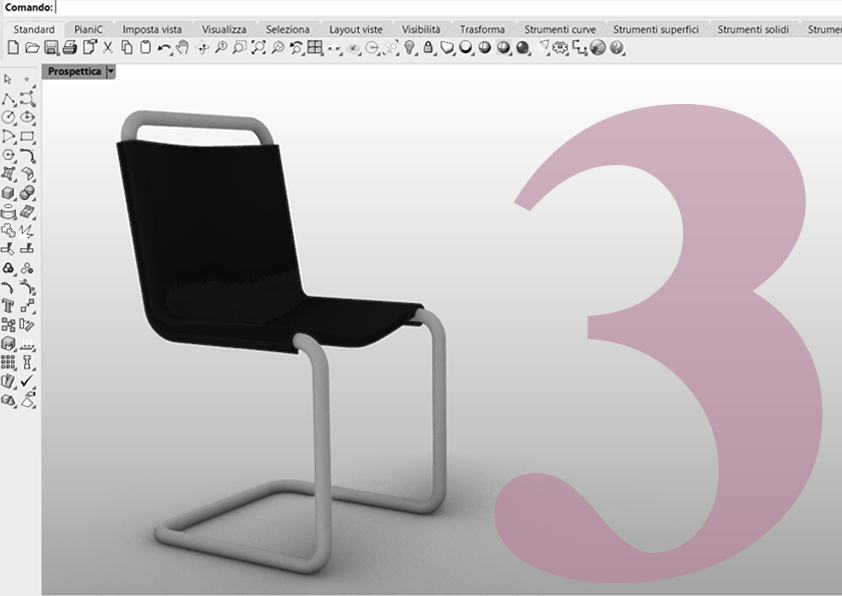 Comando:
Standard PianiC Imposta vista Visualizza Seleziona Layout viste Visibilità Trasforma Strumenti curve Strumenti superfici Strumenti solidi Strume
Prospettica
3